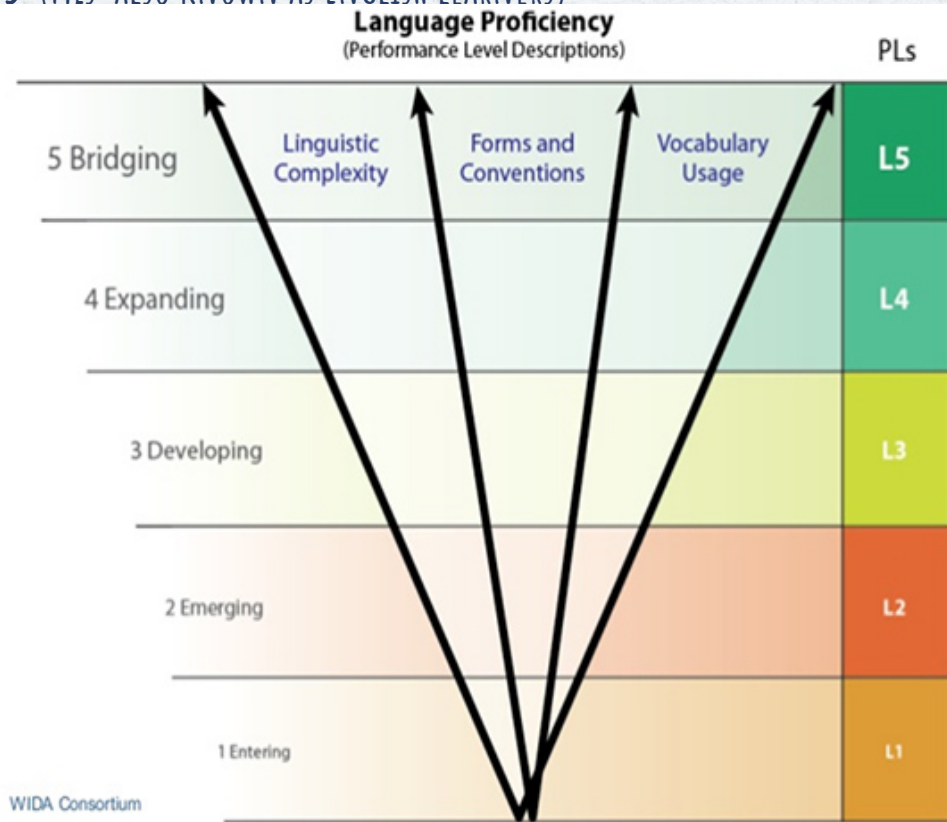 Language Proficiency
(Performance Level Descriptions)
PLs
5 Bridging
Linguistic
Complexity
Forms and
Conventions
Vocabulary
Usage
L5
4 Expanding
L4
3 Developing
L3
2 Emerging
L2
1 Entering
L1
WIDA Consortium